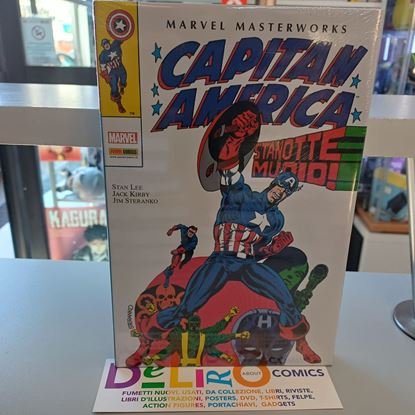 MARVEL MASTERWORKS
CAPITAN
AMERICA
MARVEL
STANOTTE
MUOIO!
STAN LEE
JACK KIRBY
JIM STERANKO
KAGURA
H
DELIRIO ABOUT COMICS
FUMETTI NUOVI, USATI, DA COLLEZIONE, LIBRI, RIVISTE,
LIBRI D'ILLUSTRAZIONI, POSTERS, DVD, T-SHIRTS, FELPE,
ACTION FIGURES, PORTACHIAVI, GADGETS